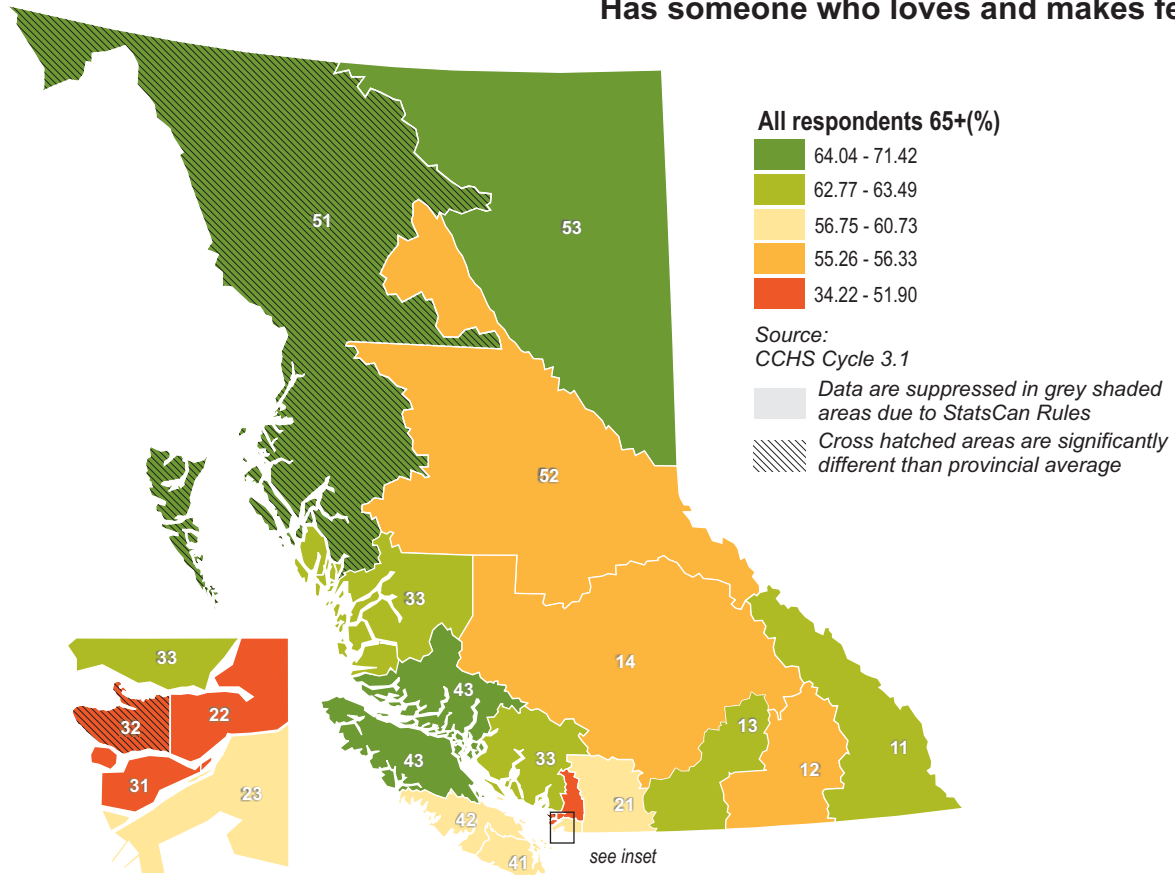 Has someone who loves and makes fe
All respondents 65+(%)
64.04 - 71.42
62.77 - 63.49
56.75 - 60.73
55.26 - 56.33
34.22 - 51.90
Source:
CCHS Cycle 3.1
Data are suppressed in grey shaded
areas due to StatsCan Rules
Cross hatched areas are significantly
different than provincial average
51
53
52
33
14
43
43
33
13
12
11
21
42
41
see inset
33
32
22
31
23